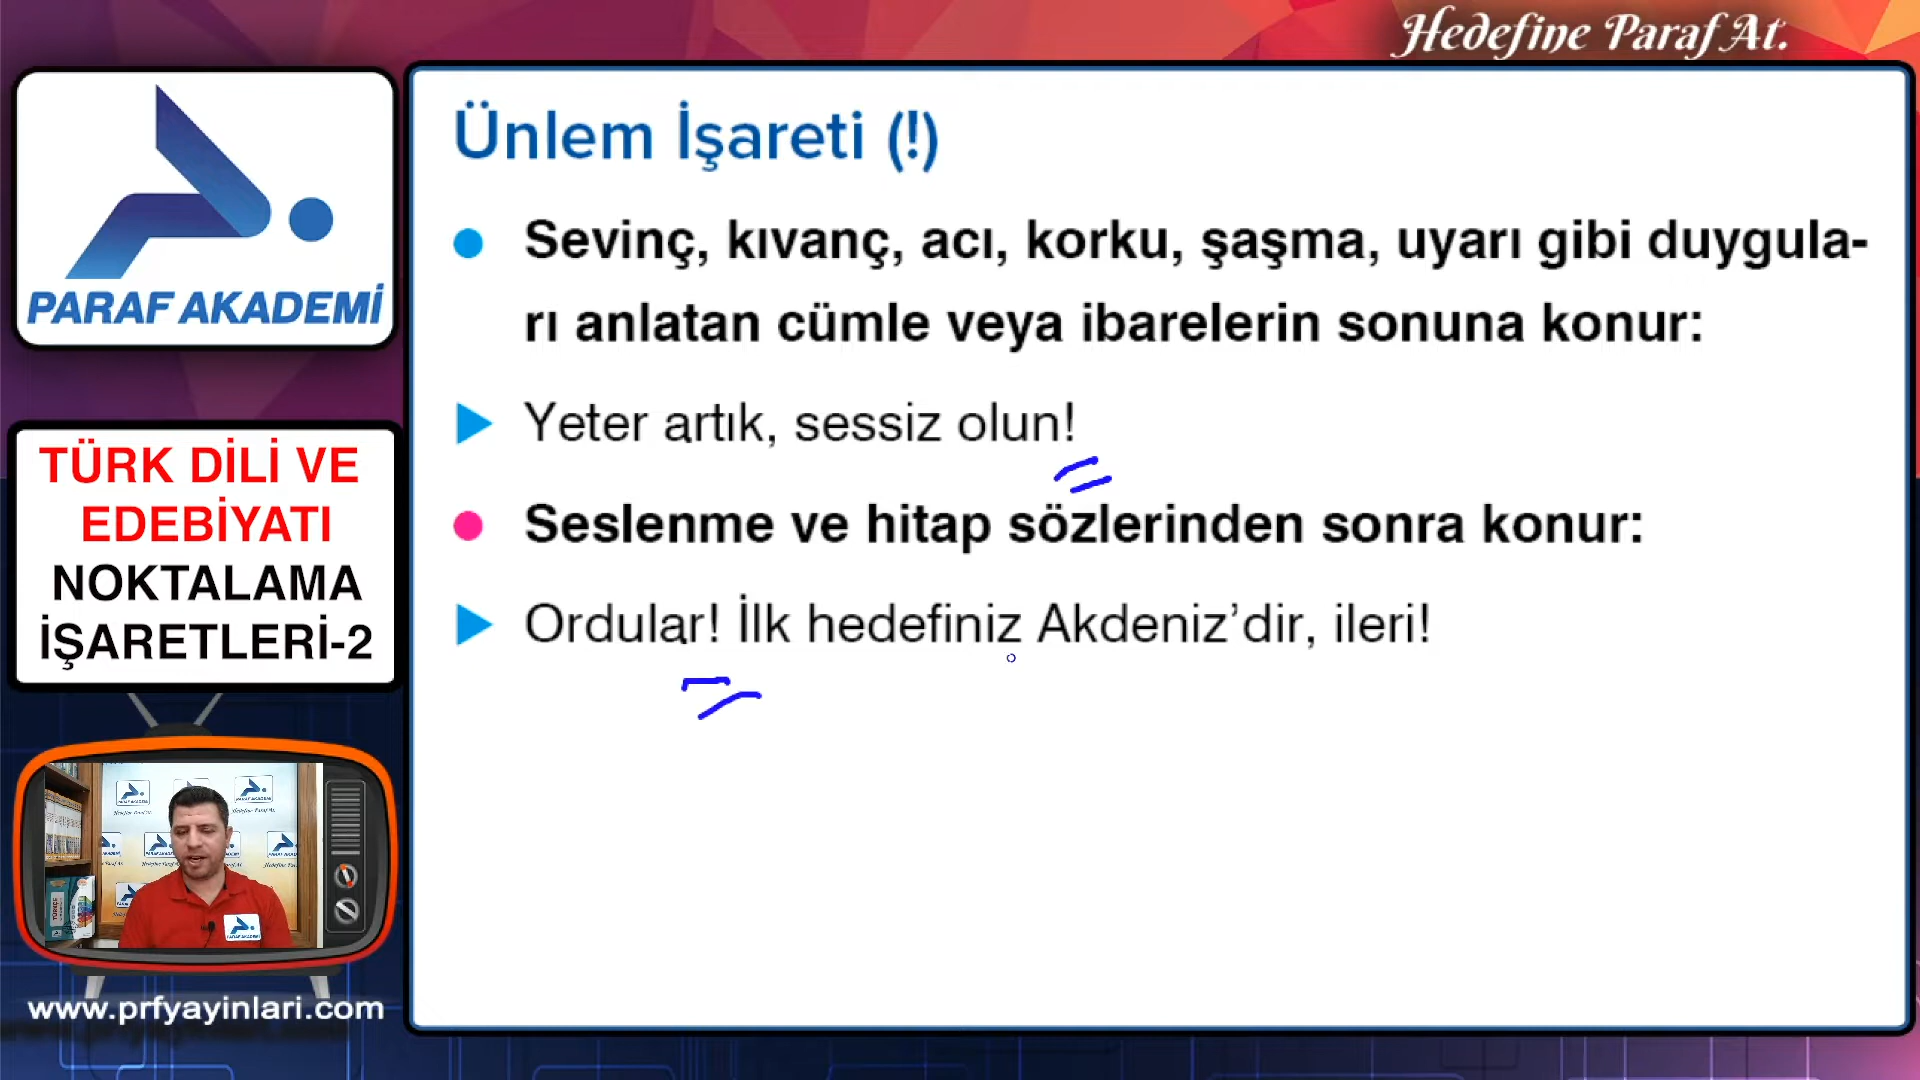 Hedefine Paraf At.
PARAF AKADEMİ
Ünlem İşareti (!)
Sevinç, kıvanç, acı, korku, şaşma, uyarı gibi duygula-
rı anlatan cümle veya ibarelerin sonuna konur:
Yeter artık, sessiz olun!
Seslenme ve hitap sözlerinden sonra konur:
Ordular! İlk hedefiniz Akdeniz’dir, ileri!
TÜRK DİLİ VE
EDEBİYATI
NOKTALAMA
İŞARETLERİ-2
www.prfyayinlari.com